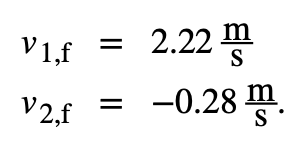 v₁,f = 2.22 m/s
v₂,f = −0.28 m/s.